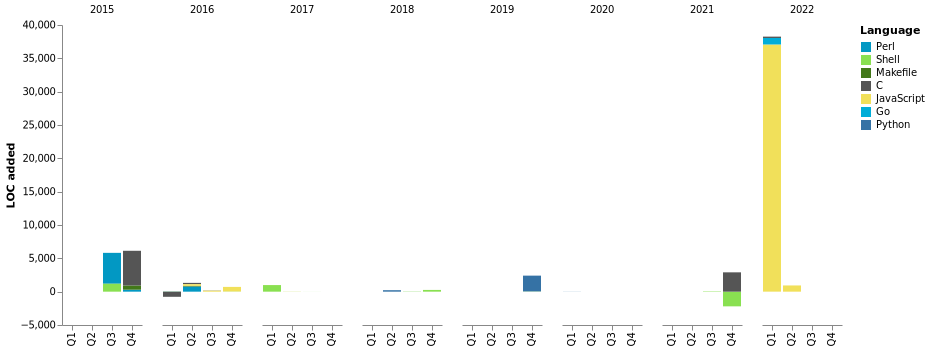 2015 2016 2017 2018 2019 2020 2021 2022
40,000
35,000
30,000
25,000
20,000
15,000
10,000
5,000
0
−5,000
LOC added
Q1 Q2 Q3 Q4 Q1 Q2 Q3 Q4 Q1 Q2 Q3 Q4 Q1 Q2 Q3 Q4 Q1 Q2 Q3 Q4 Q1 Q2 Q3 Q4 Q1 Q2 Q3 Q4 Q1 Q2 Q3 Q4
Language
Perl
Shell
Makefile
C
JavaScript
Go
Python